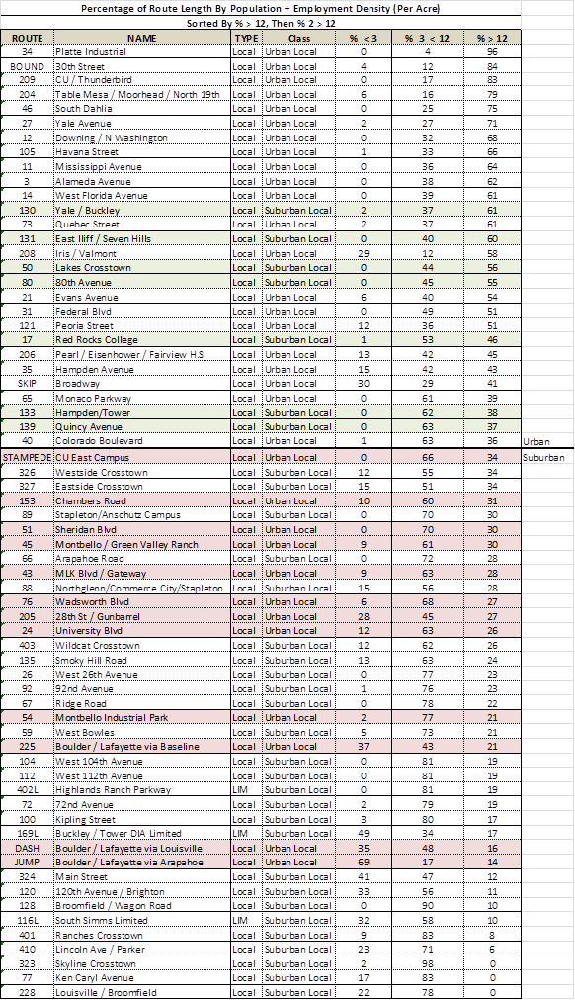 Percentage of Route Length By Population + Employment Density (Per Acre)
Sorted By % > 12, Then % 2 > 12
ROUTE NAME TYPE Class % < 3 % 3 < 12 % > 12
34 Platte Industrial Local Urban Local 0 4 96
BOUND 30th Street Local Urban Local 4 12 84
209 CU / Thunderbird Local Urban Local 0 17 83
204 Table Mesa / Moorhead / North 19th Local Urban Local 6 16 79
46 South Dahlia Local Urban Local 0 25 75
27 Yale Avenue Local Urban Local 2 27 71
12 Downing / N Washington Local Urban Local 0 32 68
105 Havana Street Local Urban Local 1 33 66
11 Mississippi Avenue Local Urban Local 0 36 64
3 Alameda Avenue Local Urban Local 0 38 62
14 West Florida Avenue Local Urban Local 0 39 61
130 Yale / Buckley Local Suburban Local 2 37 61
73 Quebec Street Local Urban Local 2 37 61
131 East Iliff / Seven Hills Local Suburban Local 0 40 60
208 Iris / Valmont Local Urban Local 29 12 58
50 Lakes Crosstown Local Suburban Local 0 44 56
80 80th Avenue Local Suburban Local 0 45 55
21 Evans Avenue Local Urban Local 6 40 54
31 Federal Blvd Local Urban Local 0 49 51
121 Peoria Street Local Urban Local 12 36 51
17 Red Rocks College Local Suburban Local 1 53 46
206 Pearl / Eisenhower / Fairview H.S. Local Urban Local 13 42 45
35 Hampden Avenue Local Urban Local 15 42 43
SKIP Broadway Local Urban Local 30 29 41
65 Monaco Parkway Local Urban Local 0 61 39
133 Hampden/Tower Local Suburban Local 0 62 38
139 Quincy Avenue Local Suburban Local 0 63 37
40 Colorado Boulevard Local Urban Local 1 63 36 Urban
STAMPEDE CU East Campus Local Urban Local 0 66 34 Suburban
326 Westside Crosstown Local Suburban Local 12 55 34
327 Eastside Crosstown Local Suburban Local 15 51 34
153 Chambers Road Local Urban Local 10 60 31
89 Stapleton/Anschutz Campus Local Suburban Local 0 70 30
51 Sheridan Blvd Local Urban Local 0 70 30
45 Montbello / Green Valley Ranch Local Urban Local 9 61 30
66 Arapahoe Road Local Suburban Local 0 72 28
43 MLK Blvd / Gateway Local Urban Local 9 63 28
88 Northglenn/Commerce City/Stapleton Local Suburban Local 15 56 28
76 Wadsworth Blvd Local Urban Local 6 68 27
205 28th St / Gunbarrel Local Urban Local 28 45 27
24 University Blvd Local Urban Local 12 63 26
403 Wildcat Crosstown Local Suburban Local 12 62 26
135 Smoky Hill Road Local Suburban Local 13 63 24
26 West 26th Avenue Local Suburban Local 0 77 23
92 92nd Avenue Local Suburban Local 1 76 23
67 Ridge Road Local Suburban Local 0 78 22
54 Montbello Industrial Park Local Urban Local 2 77 21
59 West Bowles Local Suburban Local 5 73 21
225 Boulder / Lafayette via Baseline Local Urban Local 37 43 21
104 West 104th Avenue Local Suburban Local 0 81 19
112 West 112th Avenue Local Suburban Local 0 81 19
402L Highlands Ranch Parkway LIM Suburban Local 0 81 19
72 72nd Avenue Local Suburban Local 2 79 19
100 Kipling Street Local Suburban Local 3 80 17
169L Buckley / Tower DIA Limited LIM Suburban Local 49 34 17
DASH Boulder / Lafayette via Louisville Local Urban Local 35 48 16
JUMP Boulder / Lafayette via Arapahoe Local Urban Local 69 17 14
324 Main Street Local Suburban Local 41 47 12
120 120th Avenue / Brighton Local Suburban Local 33 56 11
128 Broomfield / Wagon Road Local Suburban Local 0 90 10
116L South Simms Limited LIM Suburban Local 32 58 10
401 Ranches Crosstown Local Suburban Local 9 83 8
410 Lincoln Ave / Parker Local Suburban Local 23 71 6
323 Skyline Crosstown Local Suburban Local 2 98 0
77 Ken Caryl Avenue Local Suburban Local 17 83 0
228 Louisville / Broomfield Local Suburban Local 22 78 0